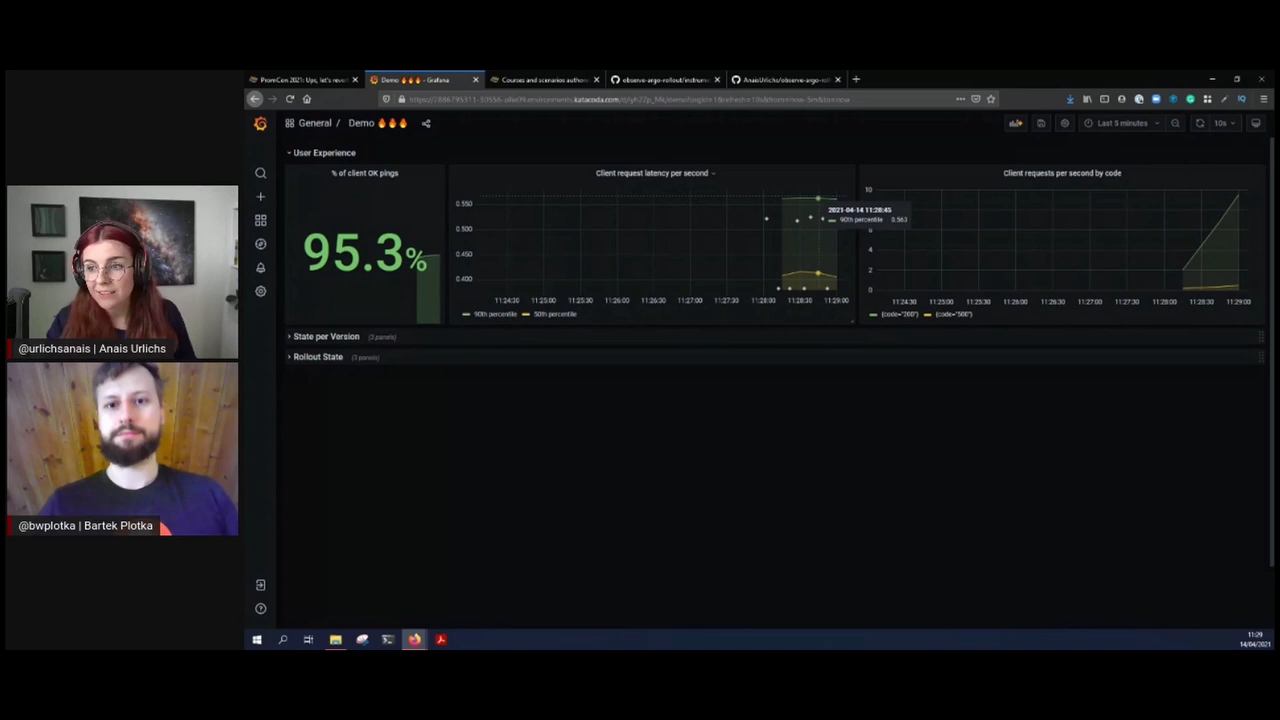 PromCon 2021: Ups, let's rever
Demo 🔥🔥🔥 - Grafana
Courses and scenarios author
observe-argo-rollout/instrume
AnaisUrlichs/observe-argo-roll
General / Demo 🔥🔥🔥
Last 5 minutes
10s
User Experience
% of client OK pings
95.3%
Client request latency per second
0.550
0.500
0.450
0.400
2021-04-14 11:28:45
90th percentile 0.563
11:24:30 11:25:00 11:25:30 11:26:00 11:26:30 11:27:00 11:27:30 11:28:00 11:28:30 11:29:00
90th percentile 50th percentile
Client requests per second by code
10
6
4
2
0
11:24:30 11:23:00 11:25:30 11:26:00 11:26:30 11:27:00 11:27:30 11:28:00 11:28:30 11:29:00
{code="200"} {code="500"}
State per Version (3 panels)
Rollout State (3 panels)
@urlichsanais | Anais Urlichs
@bwplotka | Bartek Plotka
11:29
14/04/2021